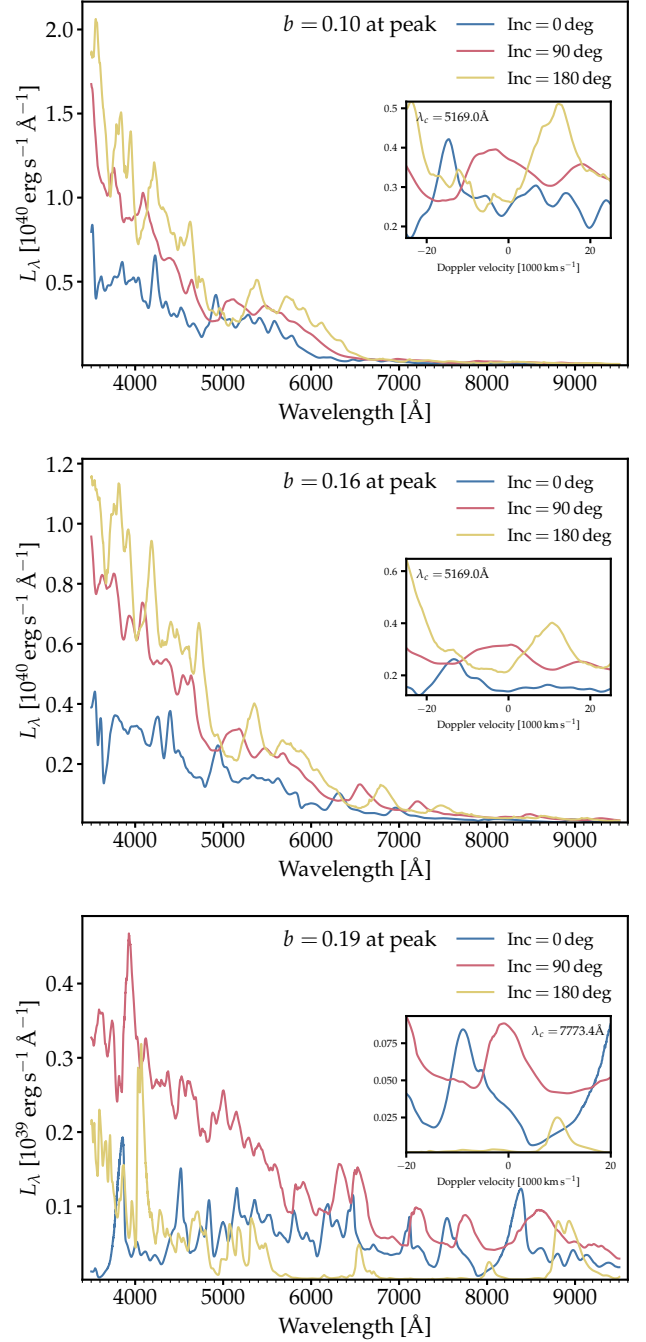 b = 0.10 at peak
Inc = 0 deg
Inc = 90 deg
Inc = 180 deg
2.0
1.5
1.0
0.5
L_λ [10^40 erg s^−1 Å^−1]
λ_c = 5169.0Å
0.5
0.4
0.3
0.2
−20 0 20
Doppler velocity [1000 km s^−1]
4000 5000 6000 7000 8000 9000
Wavelength [Å]
b = 0.16 at peak
Inc = 0 deg
Inc = 90 deg
Inc = 180 deg
1.2
1.0
0.8
0.6
0.4
0.2
L_λ [10^40 erg s^−1 Å^−1]
λ_c = 5169.0Å
0.6
0.4
0.2
−20 0 20
Doppler velocity [1000 km s^−1]
4000 5000 6000 7000 8000 9000
Wavelength [Å]
b = 0.19 at peak
Inc = 0 deg
Inc = 90 deg
Inc = 180 deg
0.4
0.3
0.2
0.1
L_λ [10^39 erg s^−1 Å^−1]
λ_c = 7773.4Å
0.075
0.050
0.025
−20 0 20
Doppler velocity [1000 km s^−1]
4000 5000 6000 7000 8000 9000
Wavelength [Å]